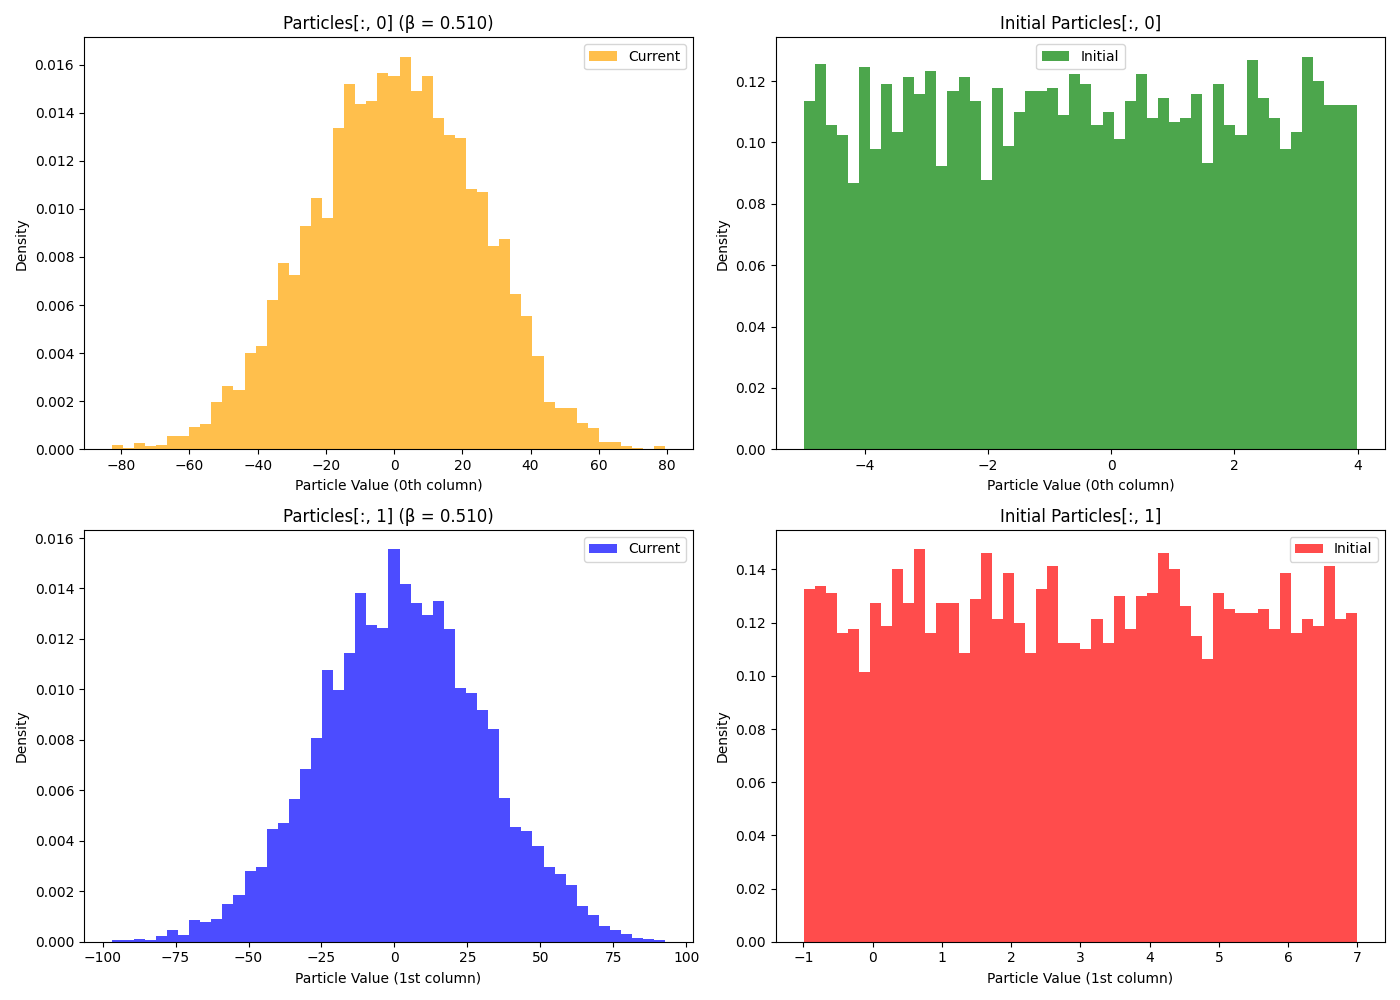 Particles[:, 0] (β = 0.510)
Current
0.016
0.014
0.012
0.010
0.008
0.006
0.004
0.002
0.000
Density
−80 −60 −40 −20 0 20 40 60 80
Particle Value (0th column)
Initial Particles[:, 0]
Initial
0.12
0.10
0.08
0.06
0.04
0.02
0.00
Density
−4 −2 0 2 4
Particle Value (0th column)
Particles[:, 1] (β = 0.510)
Current
0.016
0.014
0.012
0.010
0.008
0.006
0.004
0.002
0.000
Density
−100 −75 −50 −25 0 25 50 75 100
Particle Value (1st column)
Initial Particles[:, 1]
Initial
0.14
0.12
0.10
0.08
0.06
0.04
0.02
0.00
Density
−1 0 1 2 3 4 5 6 7
Particle Value (1st column)